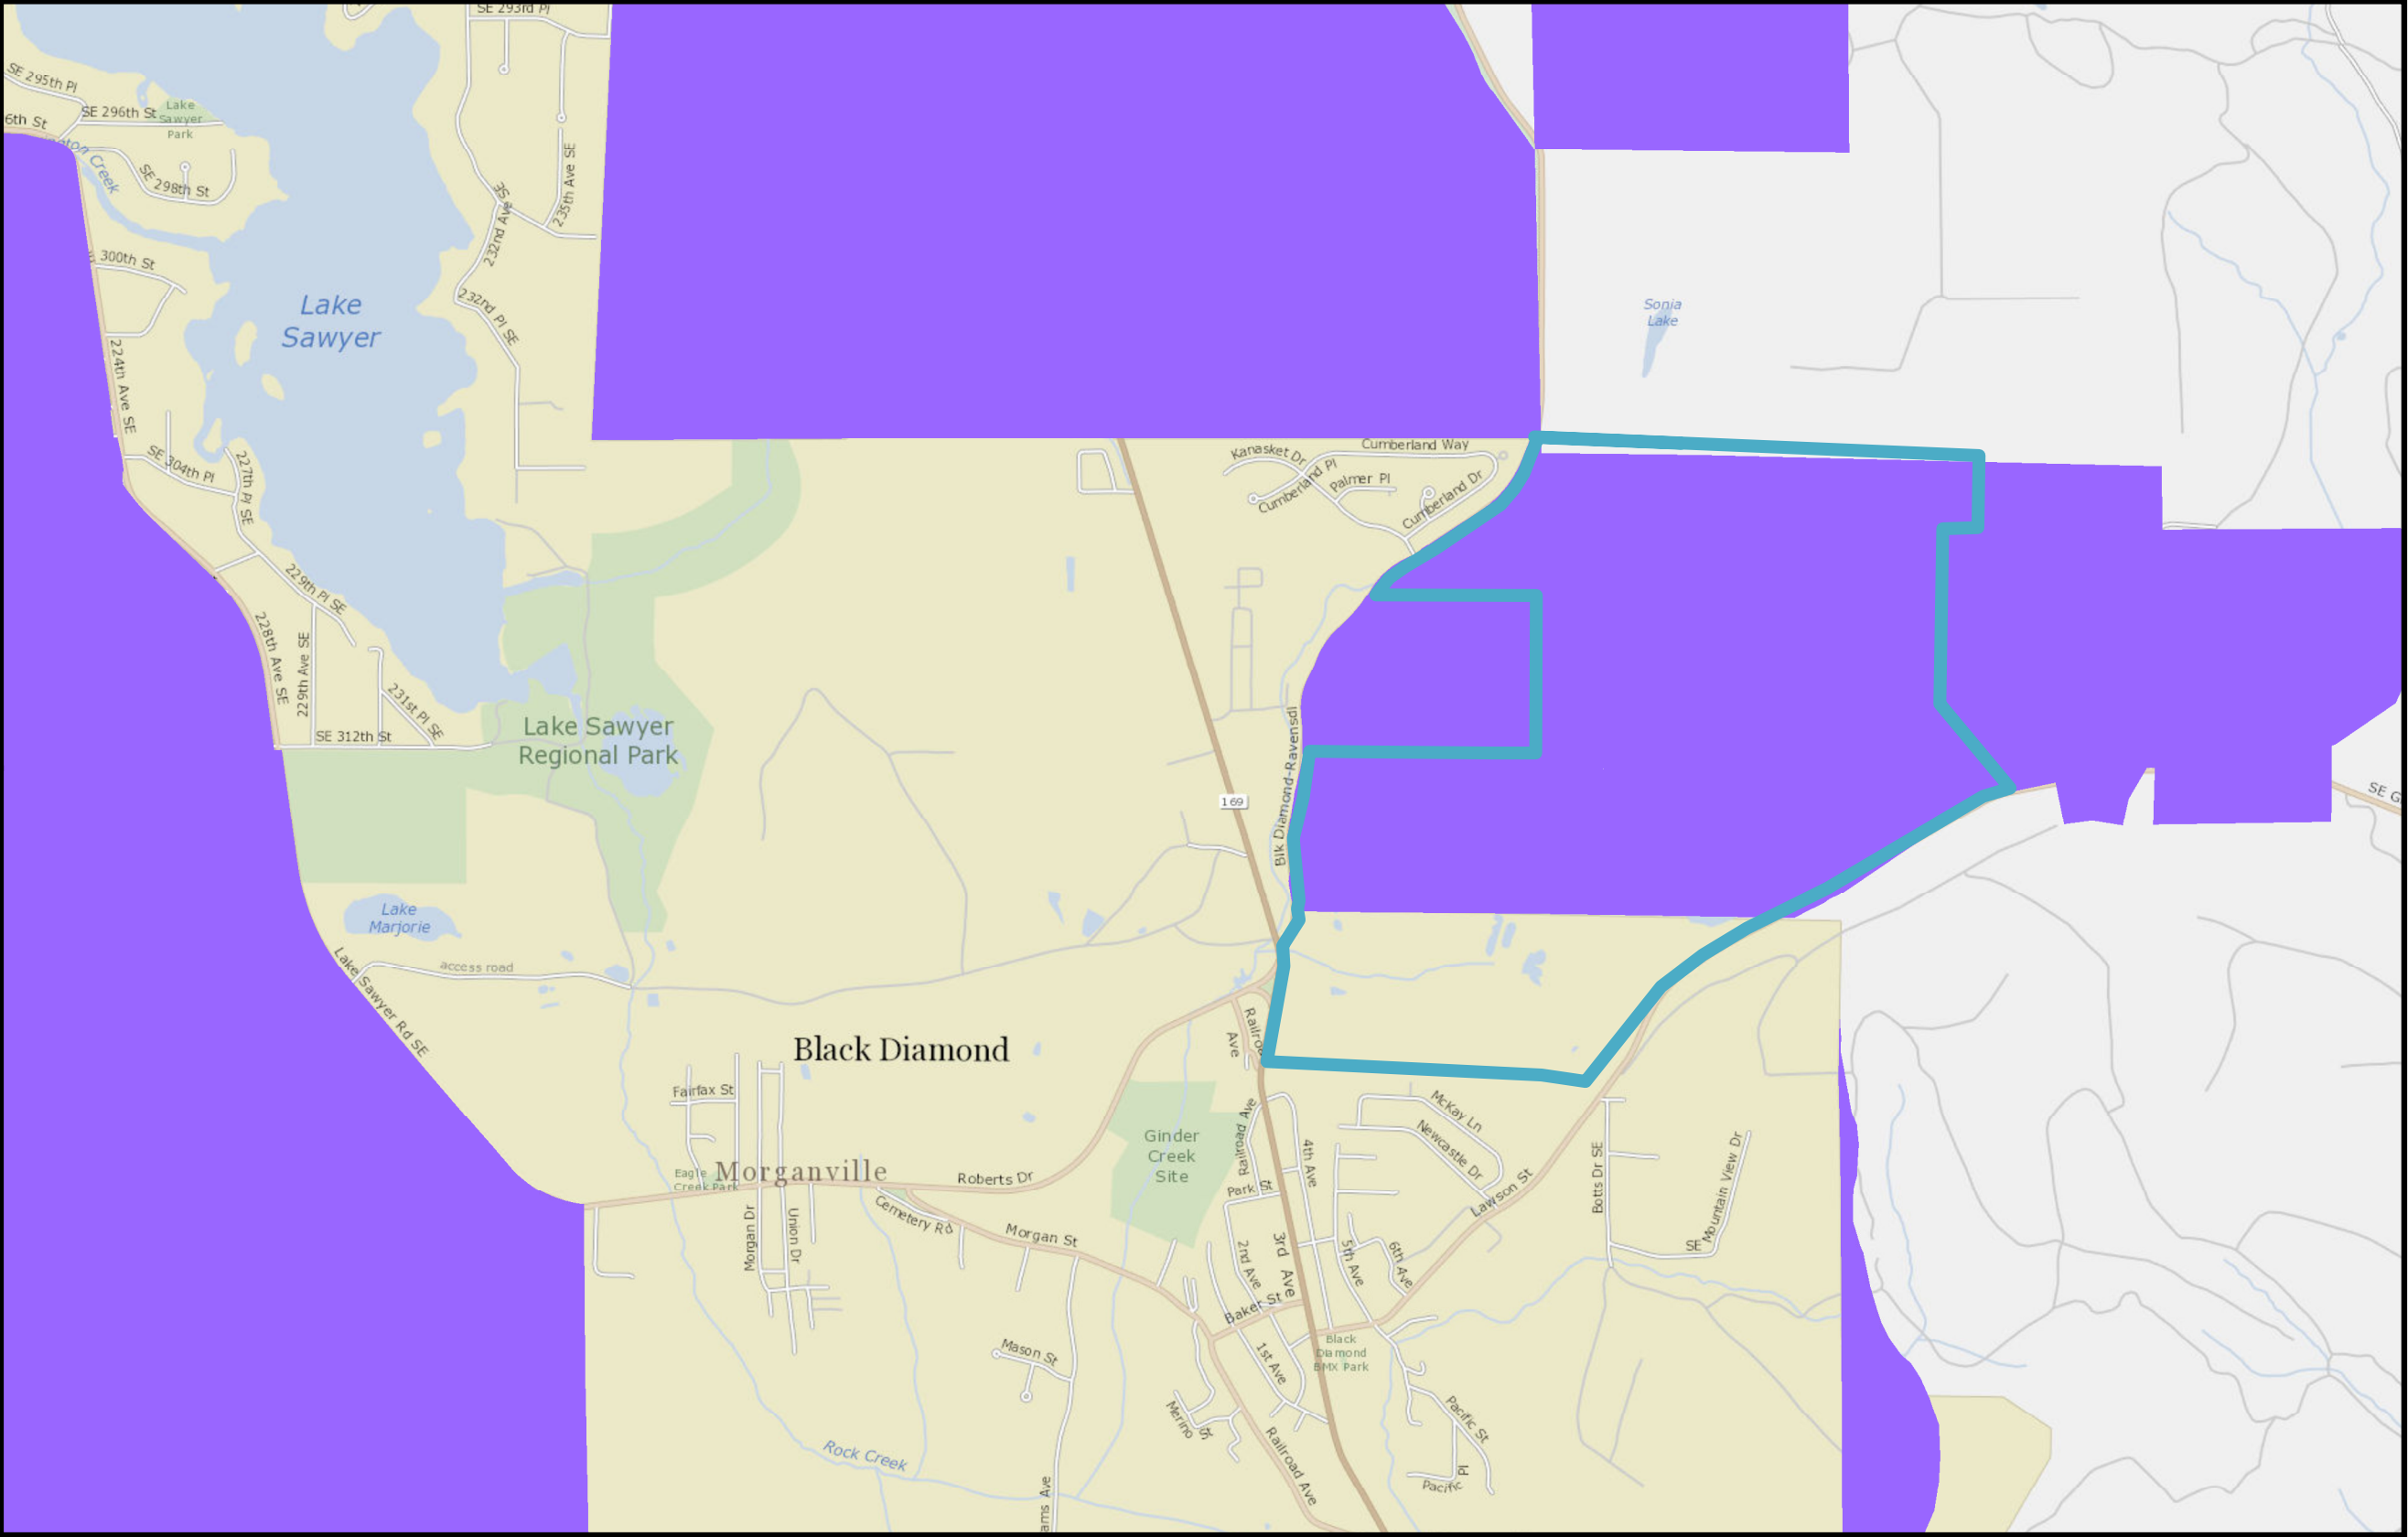 SE 293rd Pl
SE 295th Pl
SE 296th St
6th St
Lake
Sawyer
Park
SE 298th St
300th St
232nd Ave SE
235th Ave SE
232nd Pl SE
Lake
Sawyer
Sonia
Lake
224th Ave SE
SE 304th Pl
227th Pl SE
229th Pl SE
228th Ave SE
229th Ave SE
231st Pl SE
SE 312th St
Kanasket Dr
Cumberland Way
Cumberland Pl
Palmer Pl
Cumberland Dr
Lake Sawyer
Regional Park
Blk Diamond-Ravensdl
169
SE G
Lake
Marjorie
Lake Sawyer Rd SE
access road
Black Diamond
Railro
Ave
Fairfax St
Eagle
Creek Park
Morganville
Roberts Dr
Ginder
Creek
Site
Railroad Ave
4th Ave
McKay Ln
Newcastle Dr
Lawson St
Botts Dr SE
SE Mountain View Dr
Park St
Cemetery Rd
Morgan Dr
Union Dr
Morgan St
2nd Ave
3rd Ave
5th Ave
6th Ave
Baker St
Black
Diamond
BMX Park
1st Ave
Mason St
Merino St
Pacific St
Pacific Pl
Railroad Ave
Rock Creek
ams Ave